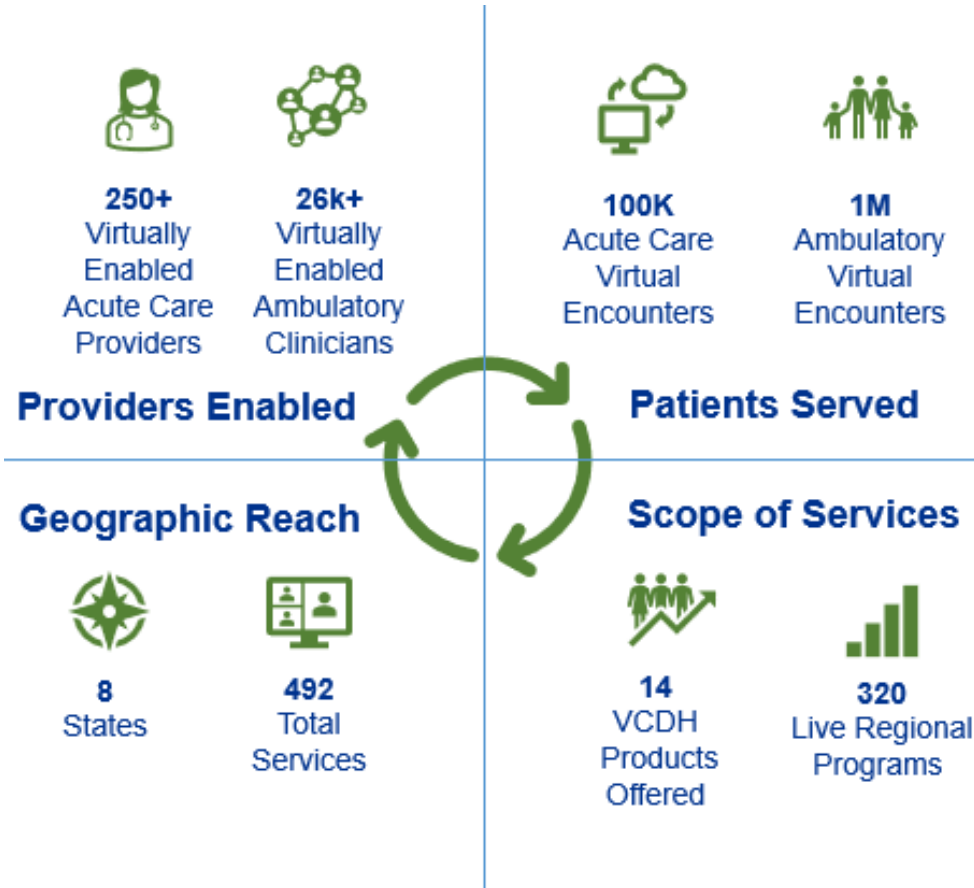 250+
Virtually
Enabled
Acute Care
Providers
26k+
Virtually
Enabled
Ambulatory
Clinicians
Providers Enabled
100K
Acute Care
Virtual
Encounters
1M
Ambulatory
Virtual
Encounters
Patients Served
Geographic Reach
8
States
492
Total
Services
Scope of Services
14
VCDH
Products
Offered
320
Live Regional
Programs